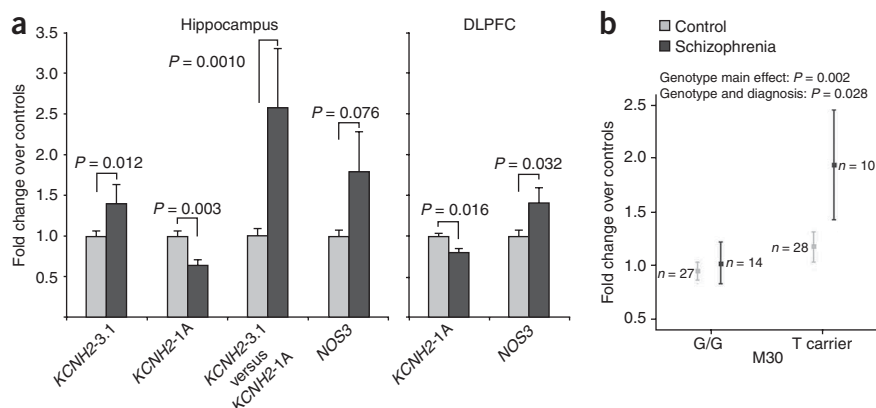 a
Hippocampus
DLPFC
Fold change over controls
3.5
3.0
2.5
2.0
1.5
1.0
0.5
P = 0.012
P = 0.003
P = 0.0010
P = 0.076
P = 0.016
P = 0.032
KCNH2-3.1
KCNH2-1A
KCNH2-3.1
versus
KCNH2-1A
NOS3
KCNH2-1A
NOS3
b
Control
Schizophrenia
Genotype main effect: P = 0.002
Genotype and diagnosis: P = 0.028
Fold change over controls
2.5
2.0
1.5
1.0
0.5
n = 27
n = 14
n = 28
n = 10
G/G
T carrier
M30